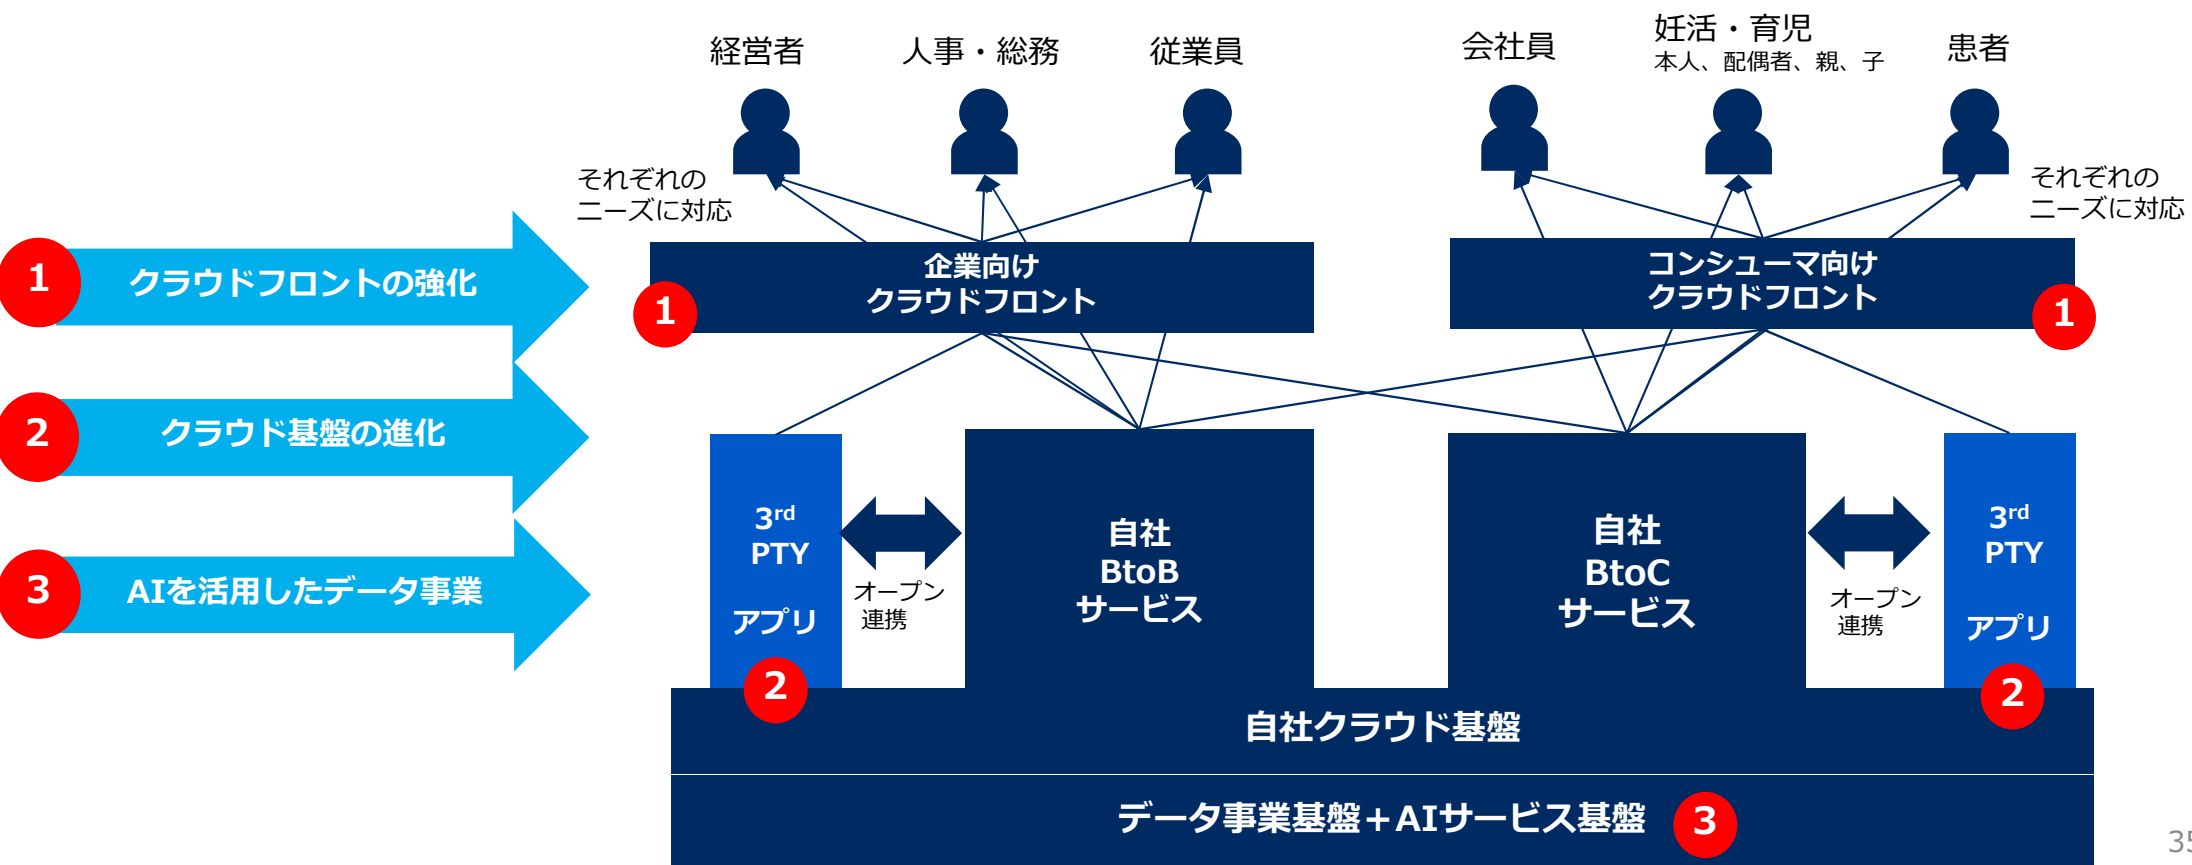 経営者
人事・総務
従業員
会社員
妊活・育児
本人、配偶者、親、子
患者
それぞれの
ニーズに対応
それぞれの
ニーズに対応
1
クラウドフロントの強化
2
クラウド基盤の進化
3
AIを活用したデータ事業
企業向け
クラウドフロント
1
コンシューマ向け
クラウドフロント
1
3rd
PTY
アプリ
2
オープン
連携
自社
BtoB
サービス
自社
BtoC
サービス
オープン
連携
3rd
PTY
アプリ
2
自社クラウド基盤
データ事業基盤＋AIサービス基盤
3
35